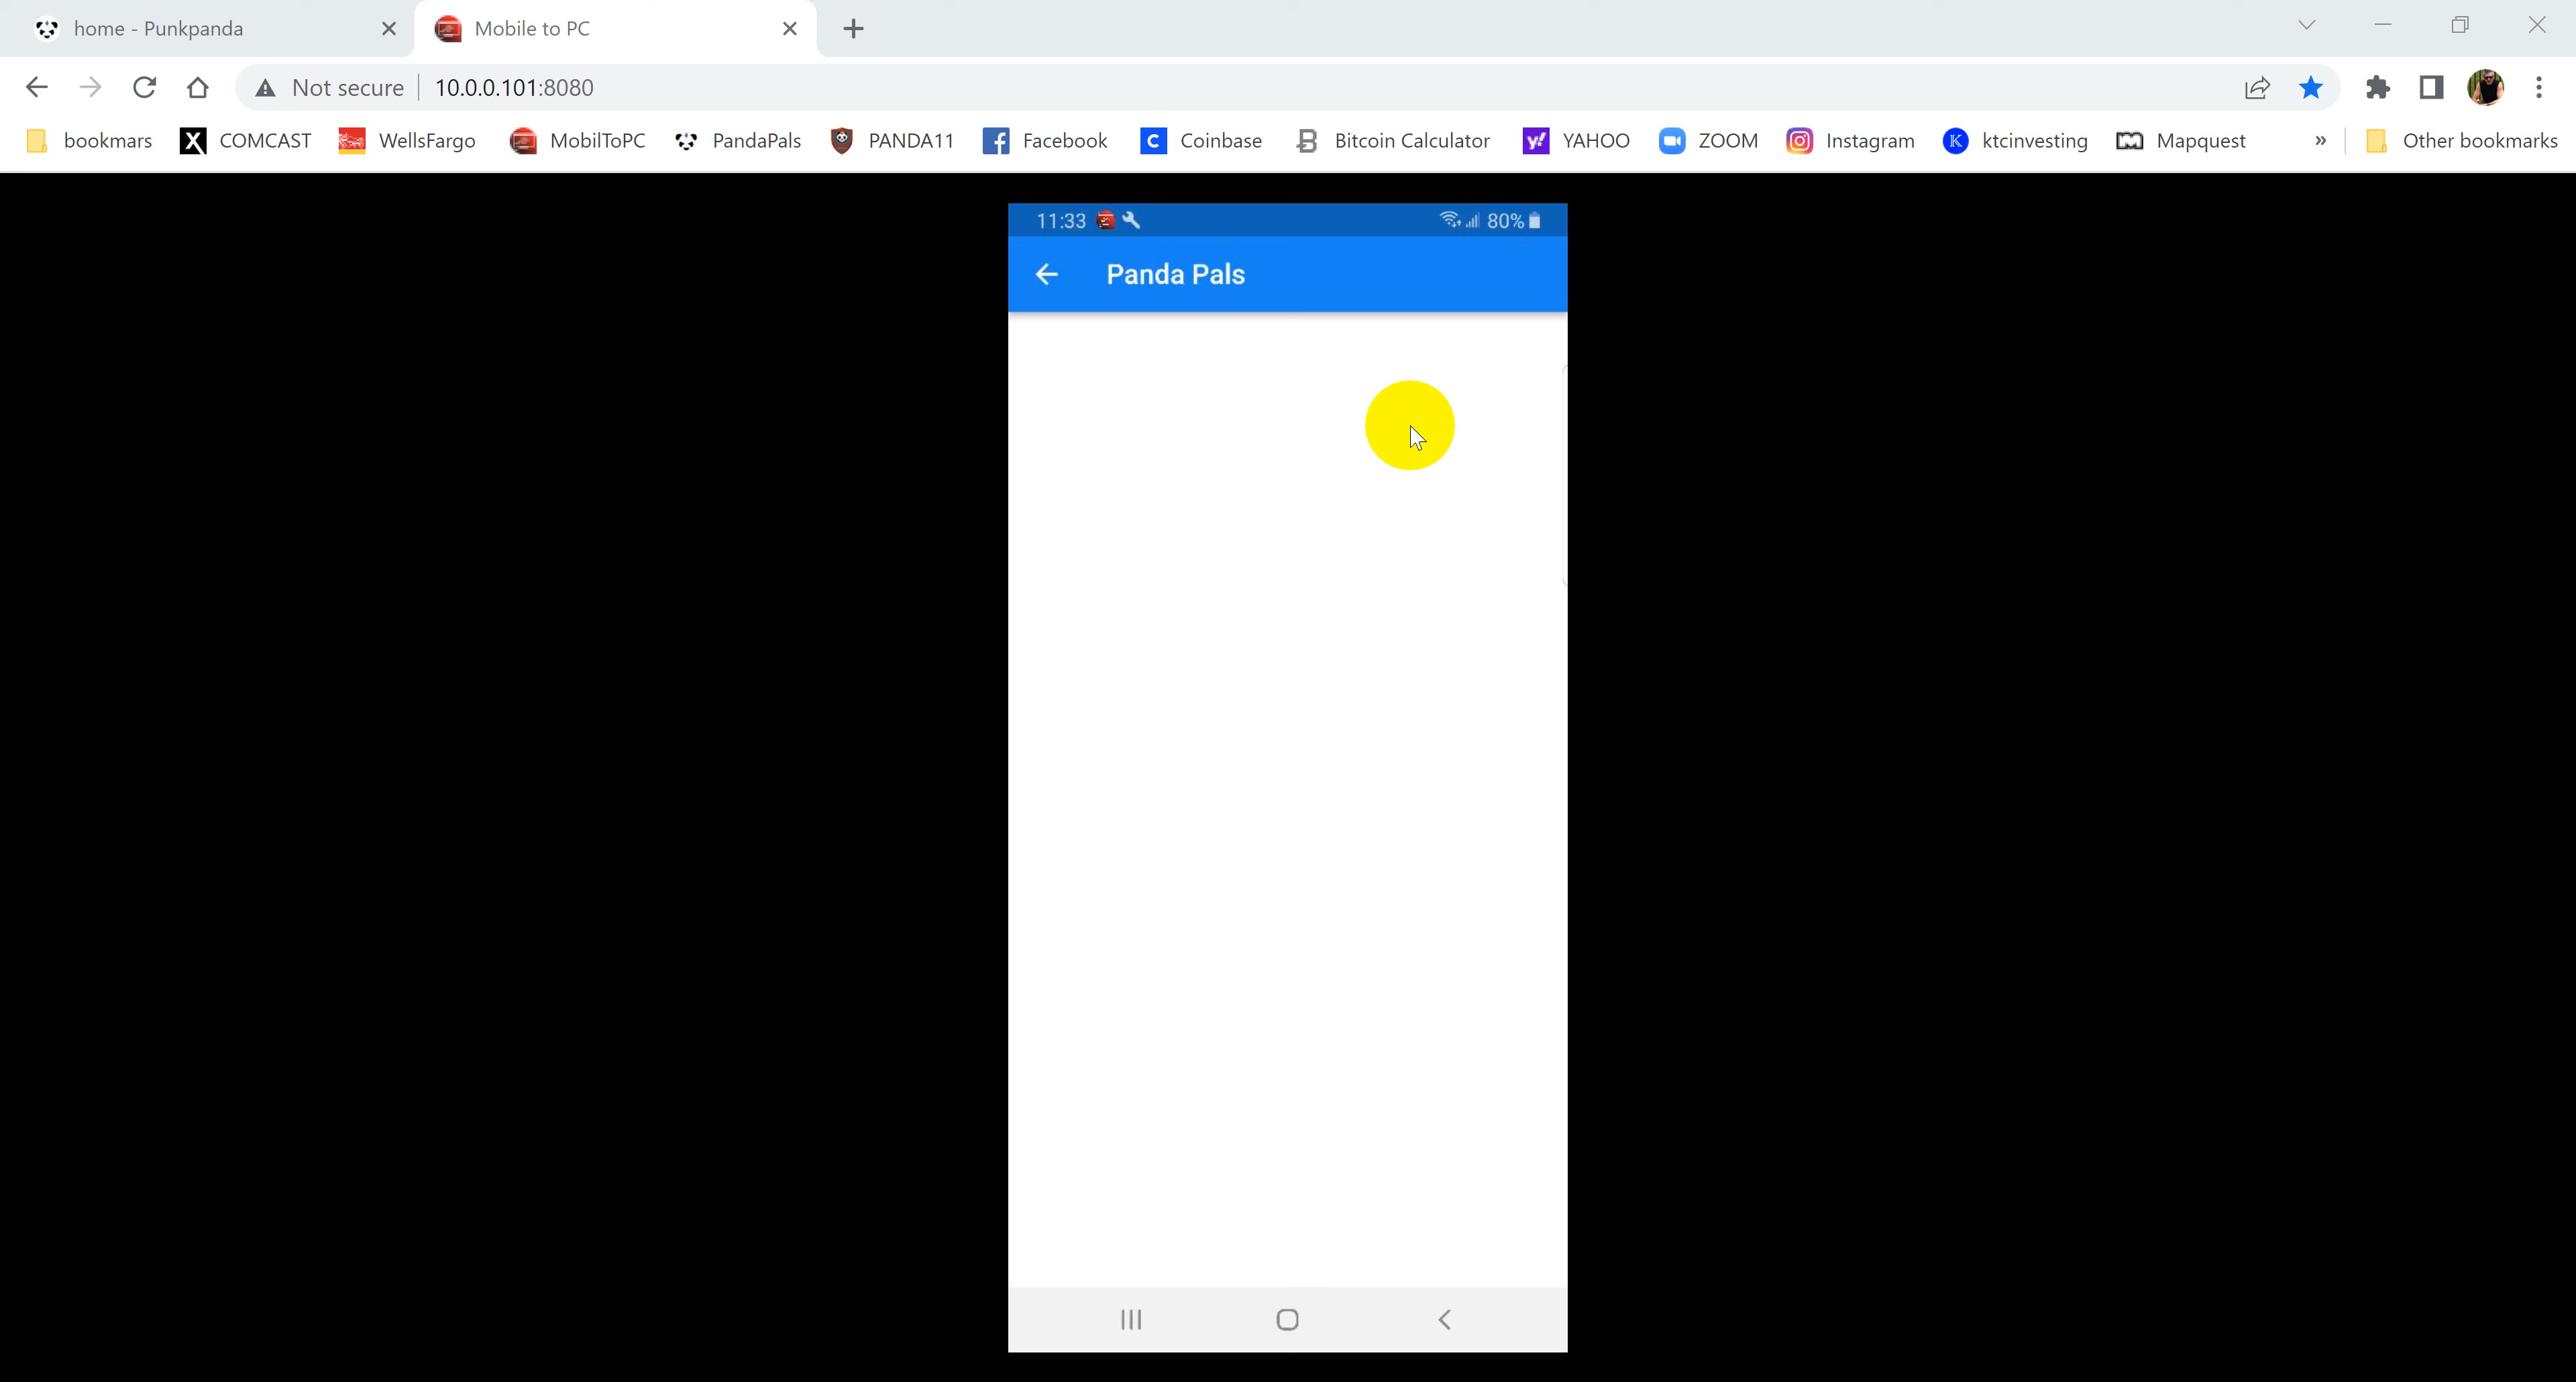 home - Punkpanda
Mobile to PC
Not secure 10.0.0.101:8080
bookmars COMCAST WellsFargo MobilToPC PandaPals PANDA11 Facebook Coinbase Bitcoin Calculator YAHOO ZOOM Instagram ktcinvesting Mapquest » Other bookmarks
11:33 80%
Panda Pals